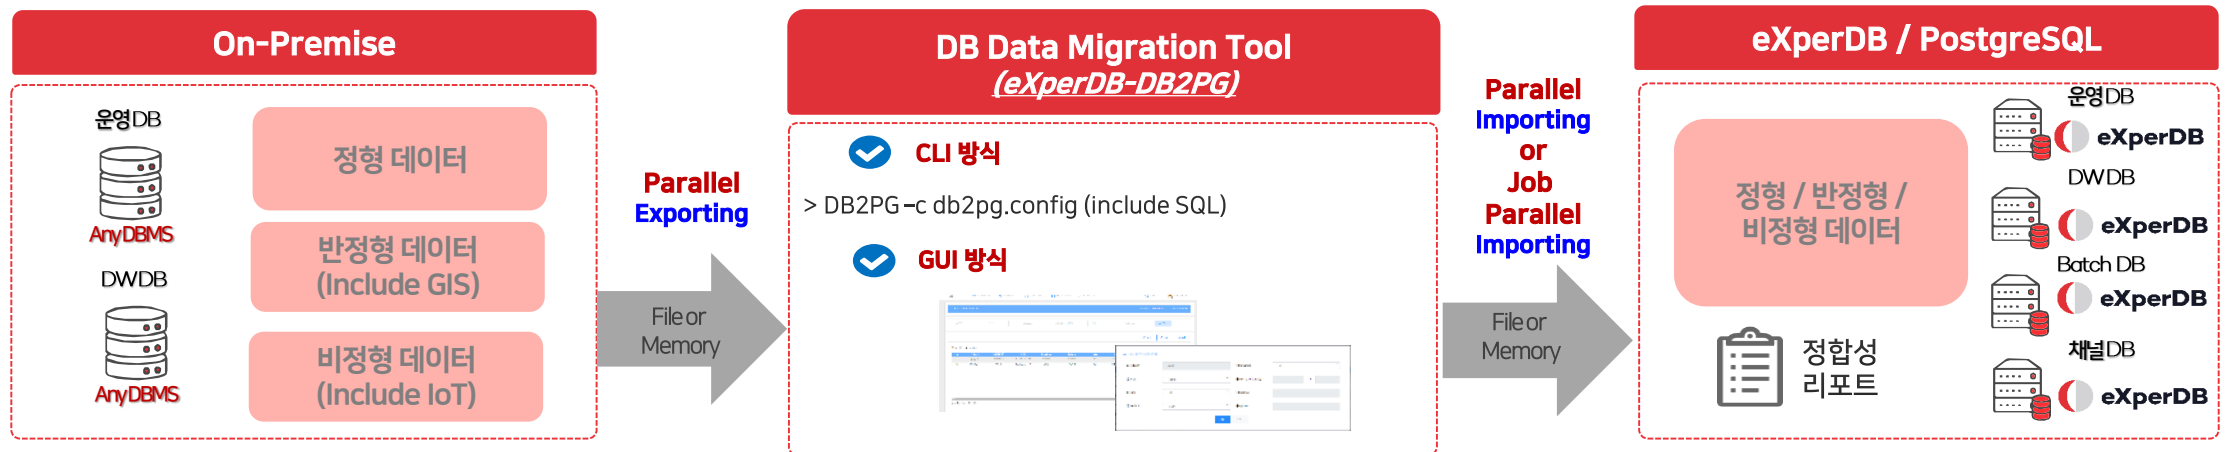 On-Premise
운영DB
AnyDBMS
DWDB
AnyDBMS
정형 데이터
반정형 데이터
(Include GIS)
비정형 데이터
(Include IoT)
Parallel
Exporting
File or
Memory
DB Data Migration Tool
(eXperDB-DB2PG)
CLI 방식
> DB2PG –c db2pg.config (include SQL)
GUI 방식
Parallel
Importing
or
Job
Parallel
Importing
File or
Memory
eXperDB / PostgreSQL
정형 / 반정형 /
비정형 데이터
정합성
리포트
운영DB
eXperDB
DW DB
eXperDB
Batch DB
eXperDB
채널DB
eXperDB